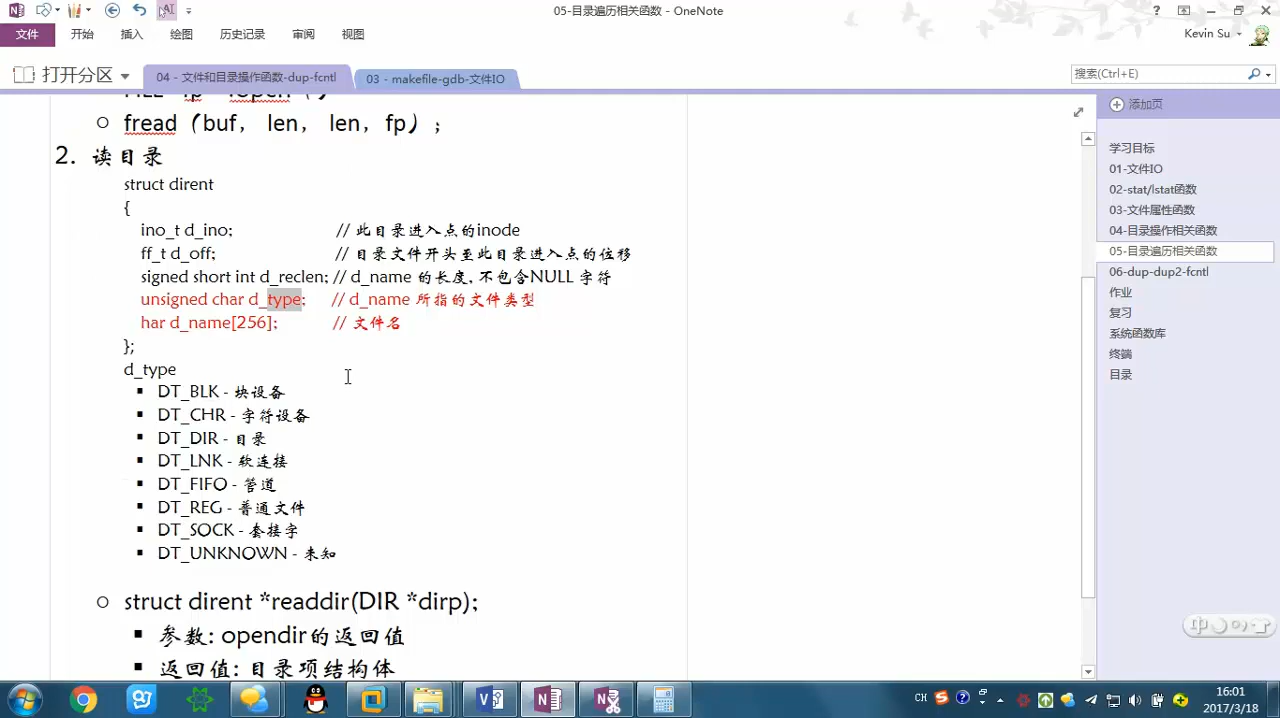 05-目录遍历相关函数 - OneNote
文件 开始 插入 绘图 历史记录 审阅 视图 Kevin Su
打开分区 04 - 文件和目录操作函数-dup-fcntl 03 - makefile-gdb-文件IO 搜索(Ctrl+E)
fread（buf， len， len，fp）；
2. 读目录
struct dirent
{
ino_t d_ino; // 此目录进入点的inode
ff_t d_off; // 目录文件开头至此目录进入点的位移
signed short int d_reclen; // d_name 的长度, 不包含NULL 字符
unsigned char d_type; // d_name 所指的文件类型
har d_name[256]; // 文件名
};
d_type
DT_BLK - 块设备
DT_CHR - 字符设备
DT_DIR - 目录
DT_LNK - 软连接
DT_FIFO - 管道
DT_REG - 普通文件
DT_SOCK - 套接字
DT_UNKNOWN - 未知
struct dirent *readdir(DIR *dirp);
参数: opendir的返回值
返回值: 目录项结构体
添加页
学习目标
01-文件IO
02-stat/lstat函数
03-文件属性函数
04-目录操作相关函数
05-目录遍历相关函数
06-dup-dup2-fcntl
作业
复习
系统函数库
终端
目录
中
CH 16:01
2017/3/18